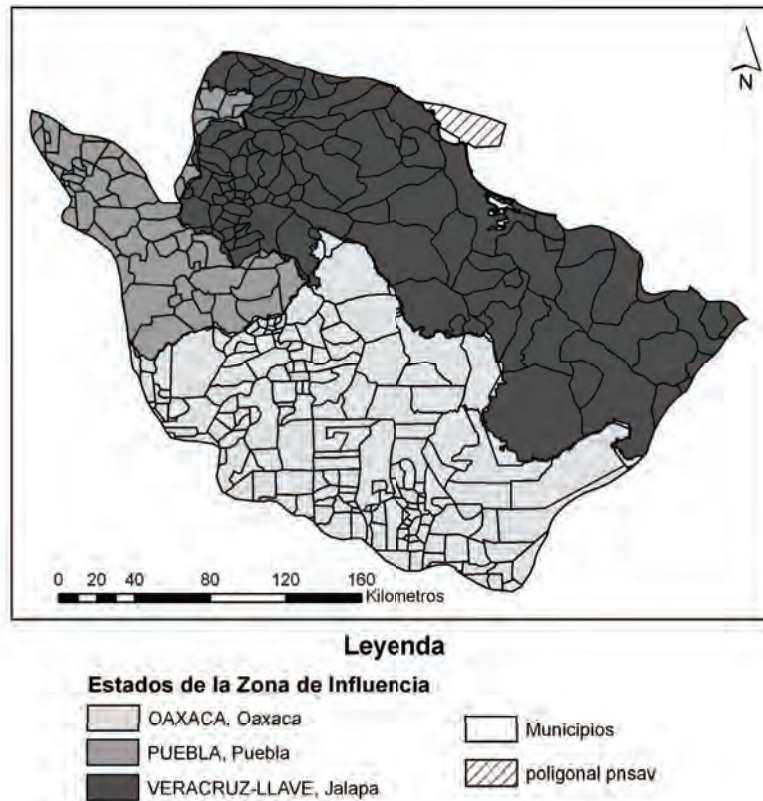 N
0 20 40 80 120 160
Kilometros
Leyenda
Estados de la Zona de Influencia
OAXACA, Oaxaca
PUEBLA, Puebla
VERACRUZ-LLAVE, Jalapa
Municipios
poligonal pnsav